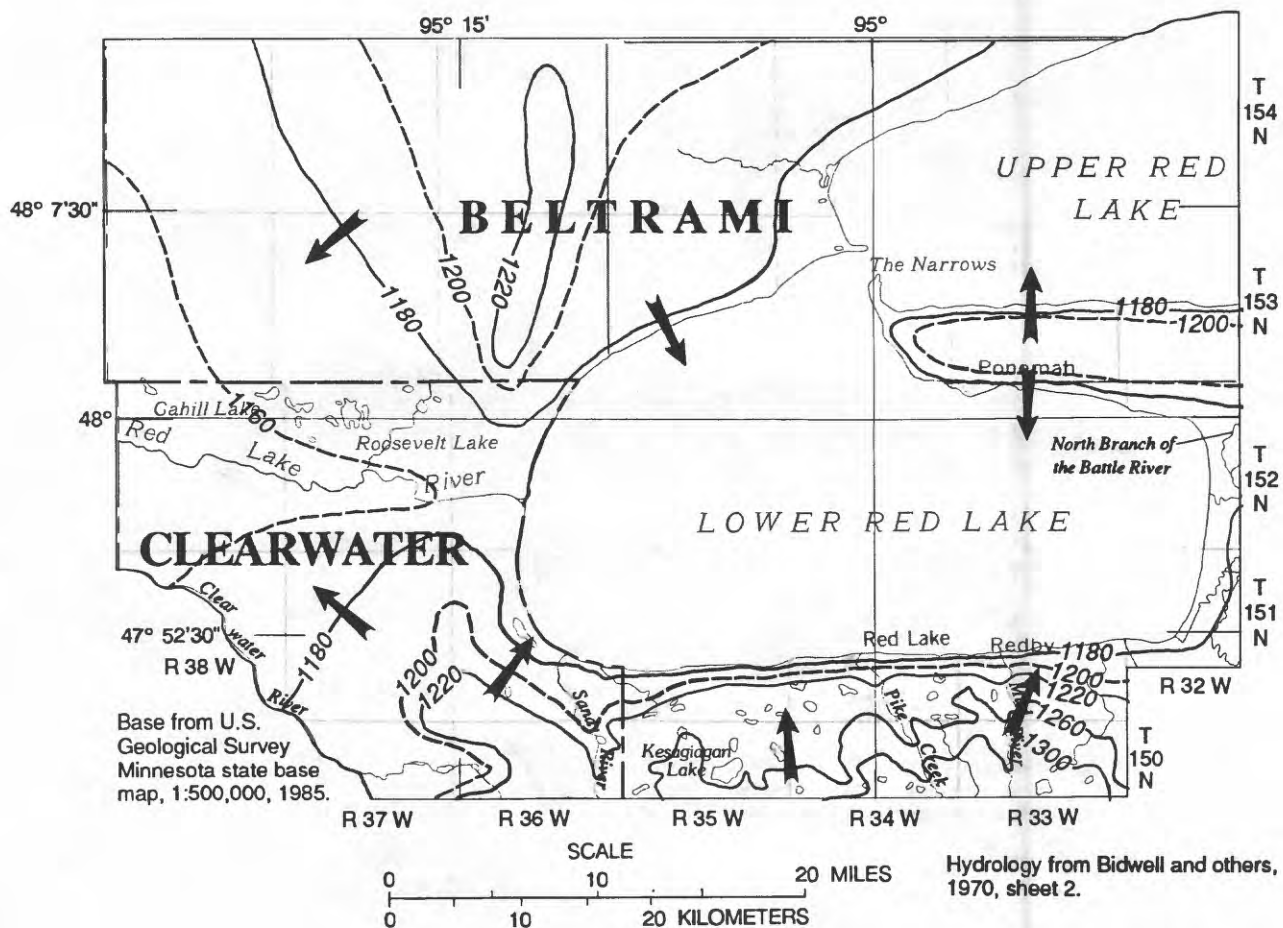 95° 15'
95°
T
154
N
UPPER RED
LAKE
48° 7'30"
BELTRAMI
1200
1220
The Narrows
1180
T
153
N
1180
1200
Ponemah
48°
Cahill Lake
1160
Roosevelt Lake
Red
Lake
River
North Branch of
the Battle River
T
152
N
LOWER RED LAKE
CLEARWATER
Clear
water
River
T
151
N
47° 52'30"
R 38 W
1180
Red Lake
Redby
1180
1200
1220
1260
1300
R 32 W
1200
1220
Sandy
River
Pike
Creek
River
Kesagiagan
Lake
T
150
N
Base from U.S.
Geological Survey
Minnesota state base
map, 1:500,000, 1985.
R 37 W
R 36 W
R 35 W
R 34 W
R 33 W
SCALE
0
10
20 MILES
0
10
20 KILOMETERS
Hydrology from Bidwell and others,
1970, sheet 2.